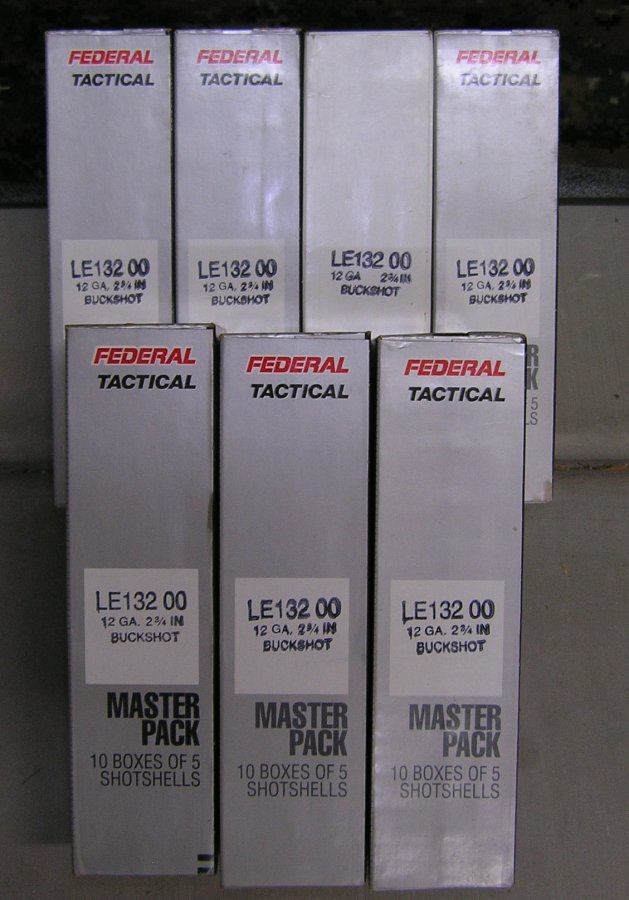 FEDERAL
TACTICAL
LE132 00
12 GA, 2¾ IN
BUCKSHOT
FEDERAL
TACTICAL
LE132 00
12 GA, 2¾ IN
BUCKSHOT
LE132 00
12 GA 2¾ IN
BUCKSHOT
FEDERAL
TACTICAL
LE132 00
12 GA, 2¾ IN
BUCKSHOT
R
K
5
LS
FEDERAL
TACTICAL
LE132 00
12 GA. 2¾ IN
BUCKSHOT
MASTER
PACK
10 BOXES OF 5
SHOTSHELLS
FEDERAL
TACTICAL
LE132 00
12 GA, 2¾ IN
BUCKSHOT
MASTER
PACK
10 BOXES OF 5
SHOTSHELLS
FEDERAL
TACTICAL
LE132 00
12 GA. 2¾ IN
BUCKSHOT
MASTER
PACK
10 BOXES OF 5
SHOTSHELLS